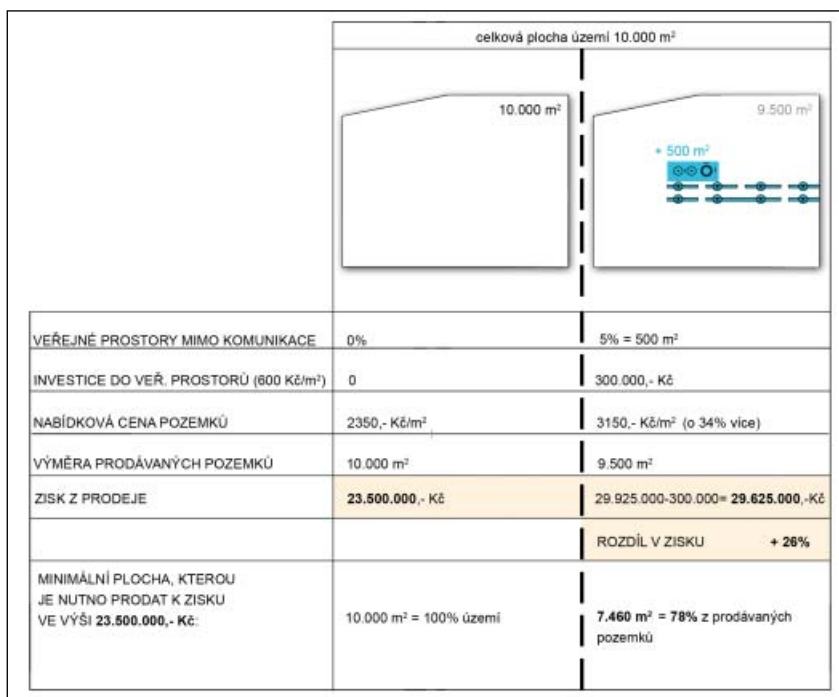 celková plocha území 10.000 m²
10.000 m²
9.500 m²
+ 500 m²
VEŘEJNÉ PROSTORY MIMO KOMUNIKACE 0% 5% = 500 m²
INVESTICE DO VEŘ. PROSTORŮ (600 Kč/m²) 0 300.000,- Kč
NABÍDKOVÁ CENA POZEMKŮ 2350,- Kč/m² 3150,- Kč/m² (o 34% více)
VÝMĚRA PRODÁVANÝCH POZEMKŮ 10.000 m² 9.500 m²
ZISK Z PRODEJE 23.500.000,- Kč 29.925.000-300.000= 29.625.000,-Kč
ROZDÍL V ZISKU + 26%
MINIMÁLNÍ PLOCHA, KTEROU
JE NUTNO PRODAT K ZISKU
VE VÝŠI 23.500.000,- Kč: 10.000 m² = 100% území 7.460 m² = 78% z prodávaných
pozemků